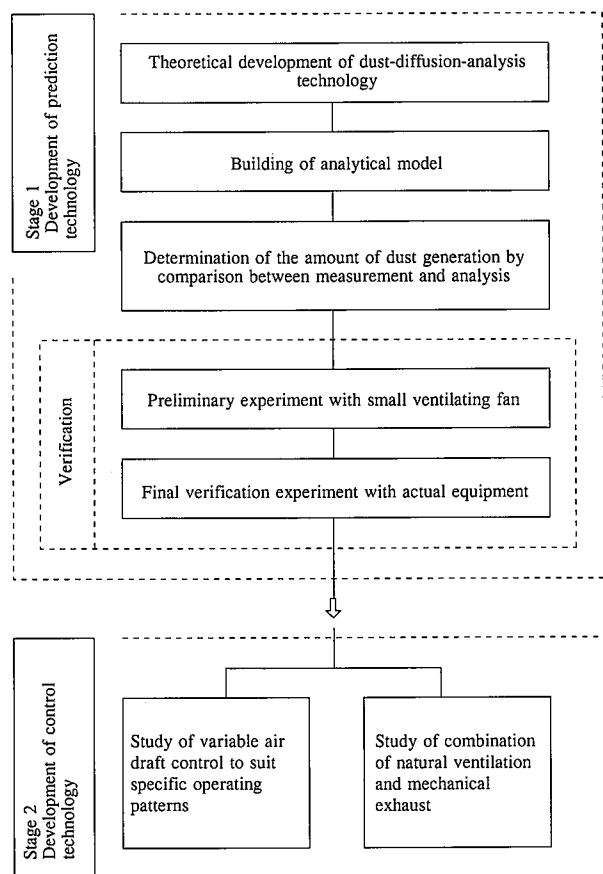 Stage 1
Development of prediction
technology
Theoretical development of dust-diffusion-analysis
technology
Building of analytical model
Determination of the amount of dust generation by
comparison between measurement and analysis
Verification
Preliminary experiment with small ventilating fan
Final verification experiment with actual equipment
Stage 2
Development of control
technology
Study of variable air
draft control to suit
specific operating
patterns
Study of combination
of natural ventilation
and mechanical
exhaust